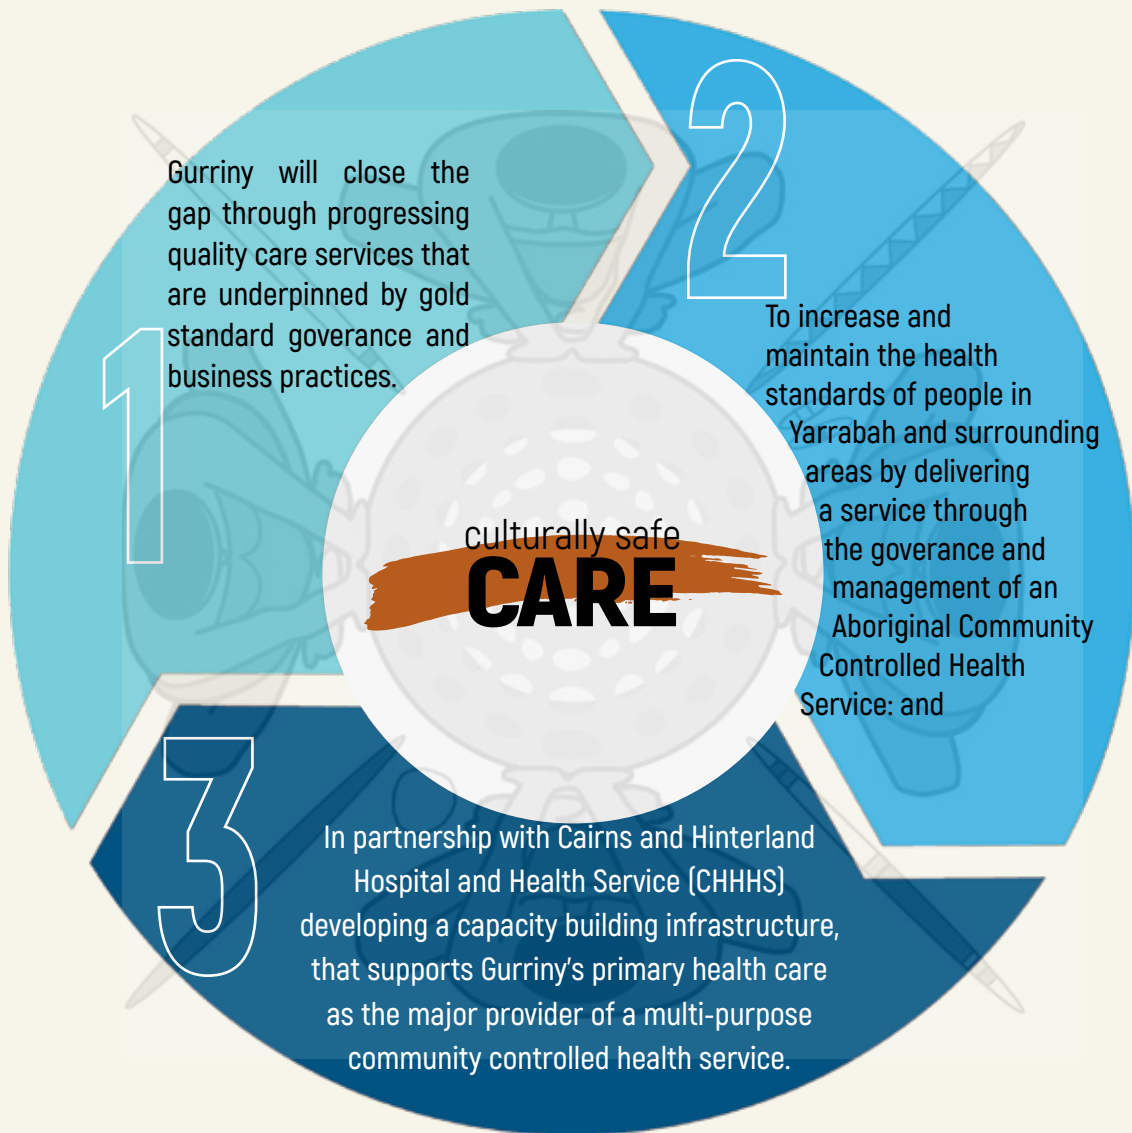 1
Gurriny will close the
gap through progressing
quality care services that
are underpinned by gold
standard goverance and
business practices.
2
To increase and
maintain the health
standards of people in
Yarrabah and surrounding
areas by delivering
a service through
the goverance and
management of an
Aboriginal Community
Controlled Health
Service: and
culturally safe
CARE
3
In partnership with Cairns and Hinterland
Hospital and Health Service (CHHHS)
developing a capacity building infrastructure,
that supports Gurriny's primary health care
as the major provider of a multi-purpose
community controlled health service.